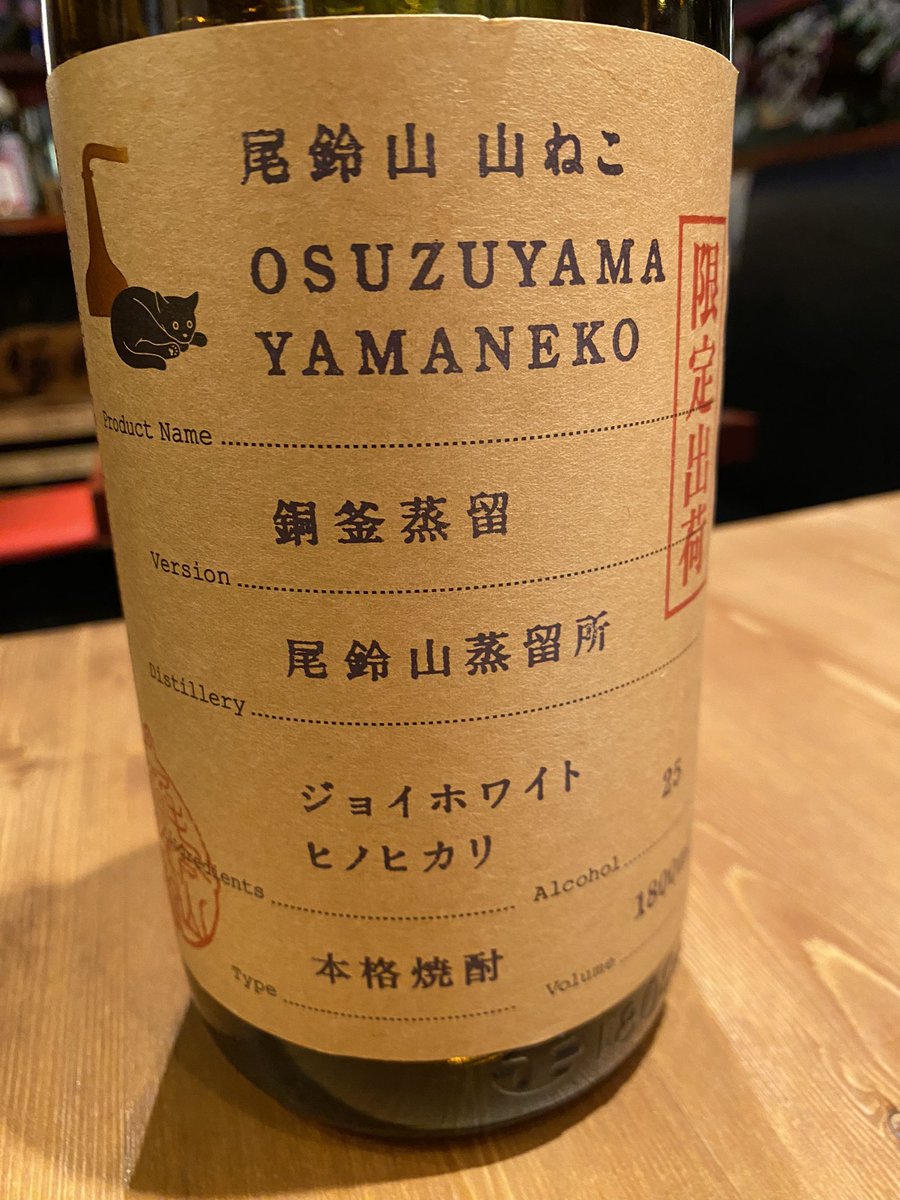 尾鈴山 山ねこ
OSUZUYAMA
YAMANEKO
Product Name
限定出荷
銅釜蒸留
Version
尾鈴山蒸留所
Distillery
ジョイホワイト
ヒノヒカリ
Ingredients
25
Alcohol
本格焼酎
Type
1800
Volume